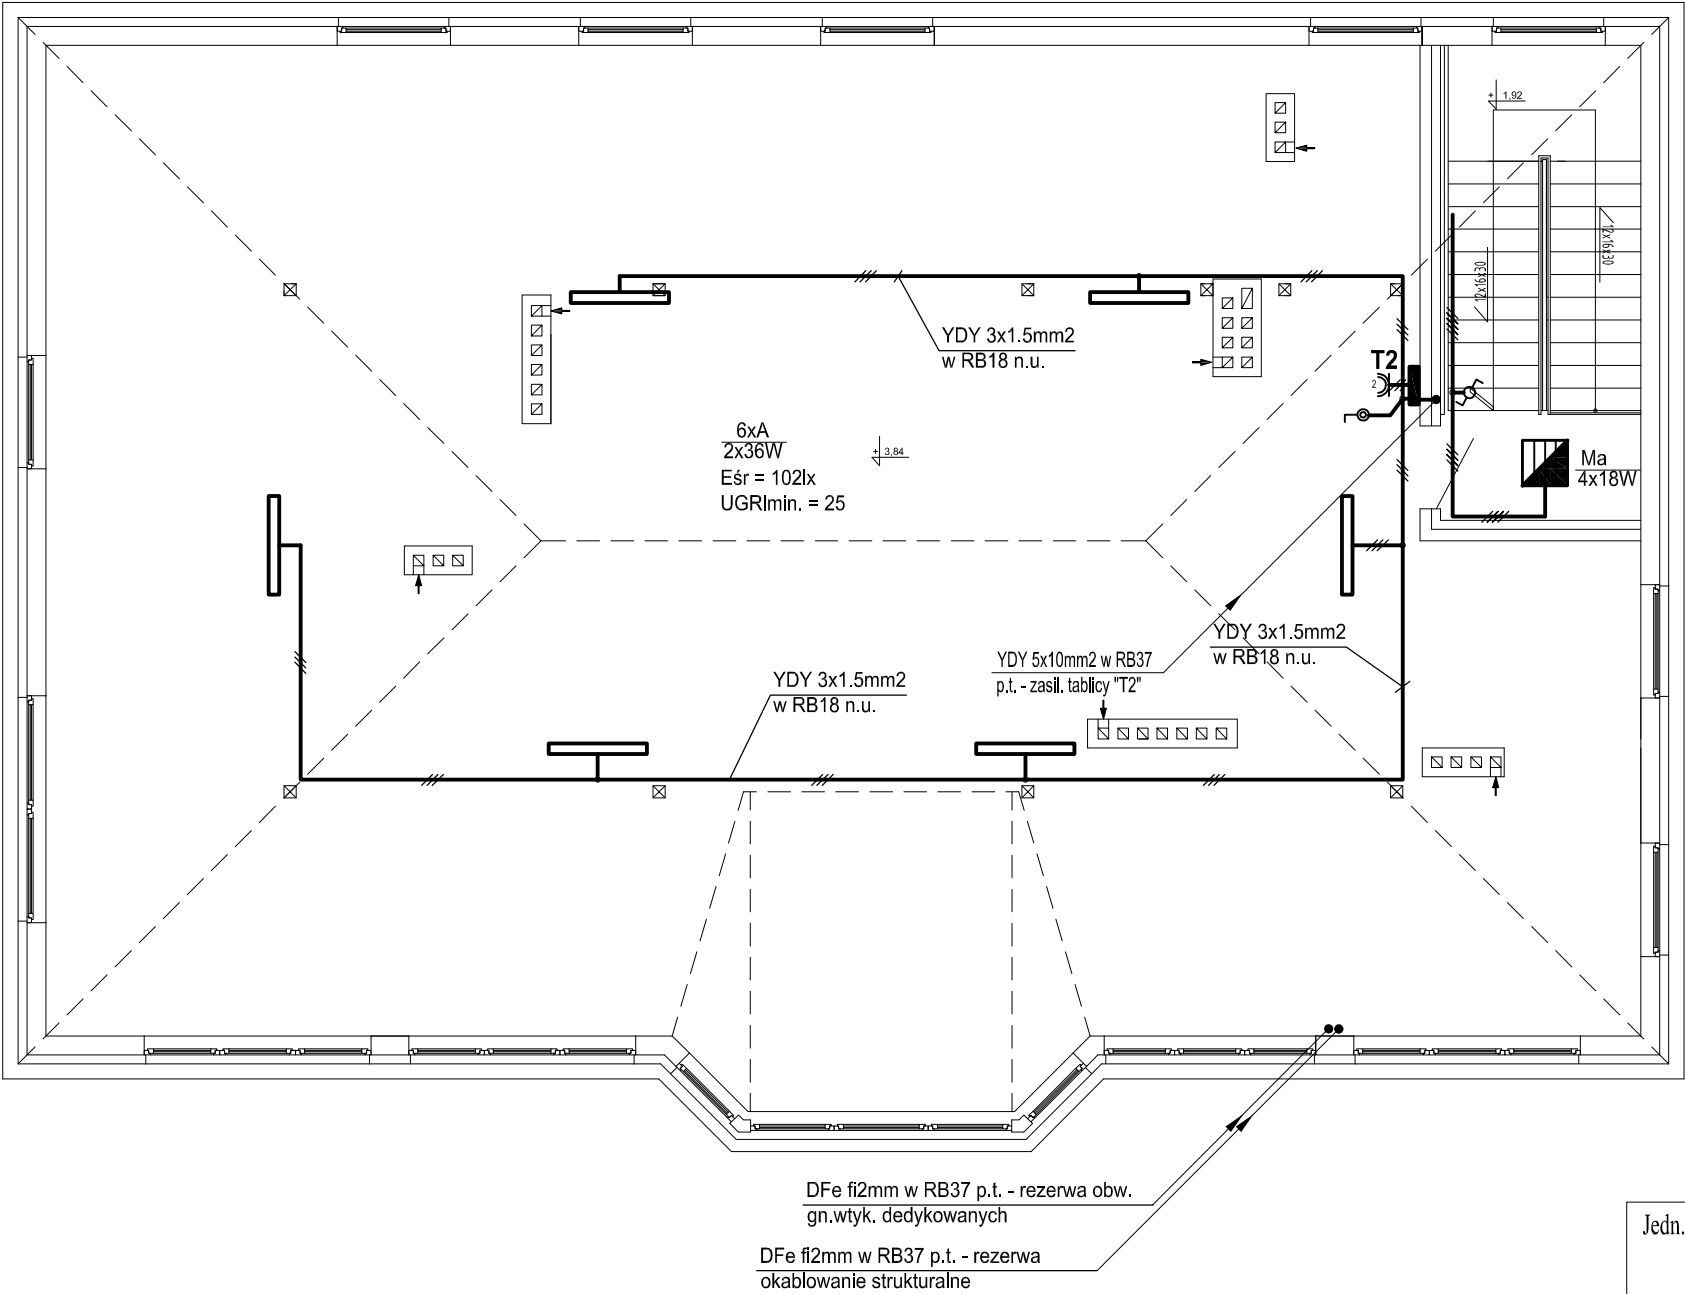 + 1,92
12x16x30
12x16x30
YDY 3x1.5mm2
w RB18 n.u.
T2
2
6xA
2x36W
Eśr = 102lx
UGRlmin. = 25
+ 3,84
Ma
4x18W
YDY 3x1.5mm2
w RB18 n.u.
YDY 5x10mm2 w RB37
p.t. - zasil. tablicy "T2"
YDY 3x1.5mm2
w RB18 n.u.
DFe fi2mm w RB37 p.t. - rezerwa obw.
gn.wtyk. dedykowanych
DFe fi2mm w RB37 p.t. - rezerwa
okablowanie strukturalne
Jedn.